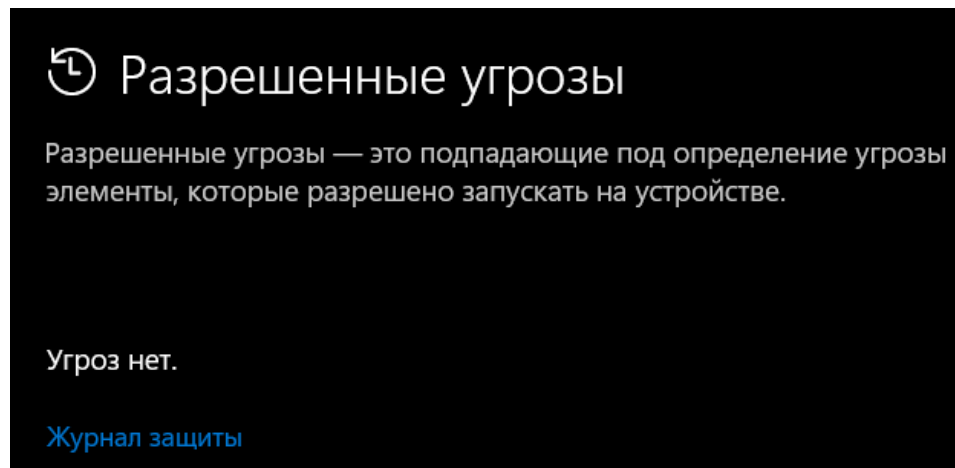 Разрешенные угрозы
Разрешенные угрозы — это подпадающие под определение угрозы
элементы, которые разрешено запускать на устройстве.
Угроз нет.
Журнал защиты